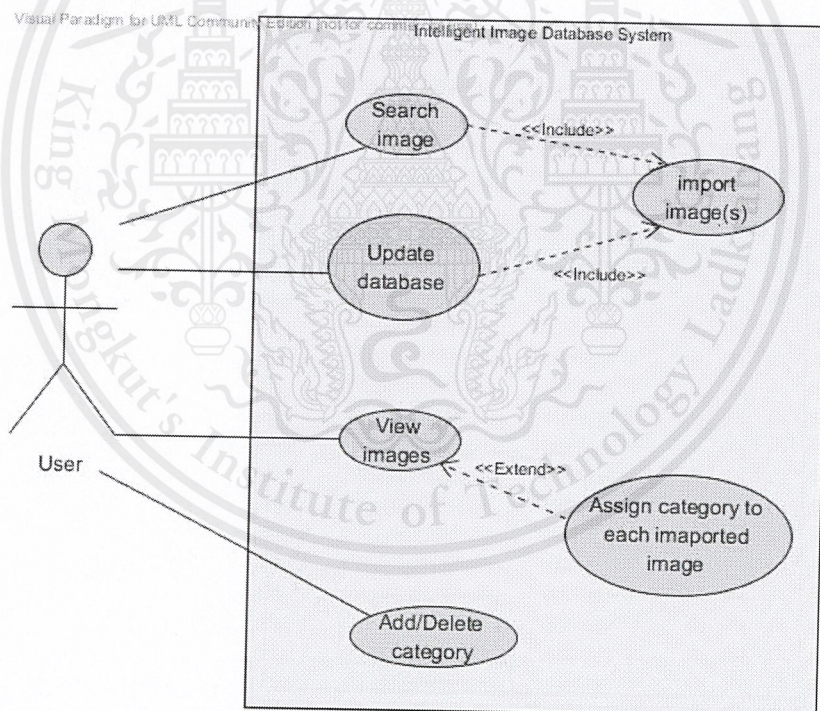 Visual Paradigm for UML Community Edition [not for commercial use]
Intelligent Image Database System
Search
image
<<Include>>
import
image(s)
Update
database
<<Include>>
View
images
<<Extend>>
User
Assign category to
each imaported
image
Add/Delete
category
King Mongkut's Institute of Technology Ladkrabang